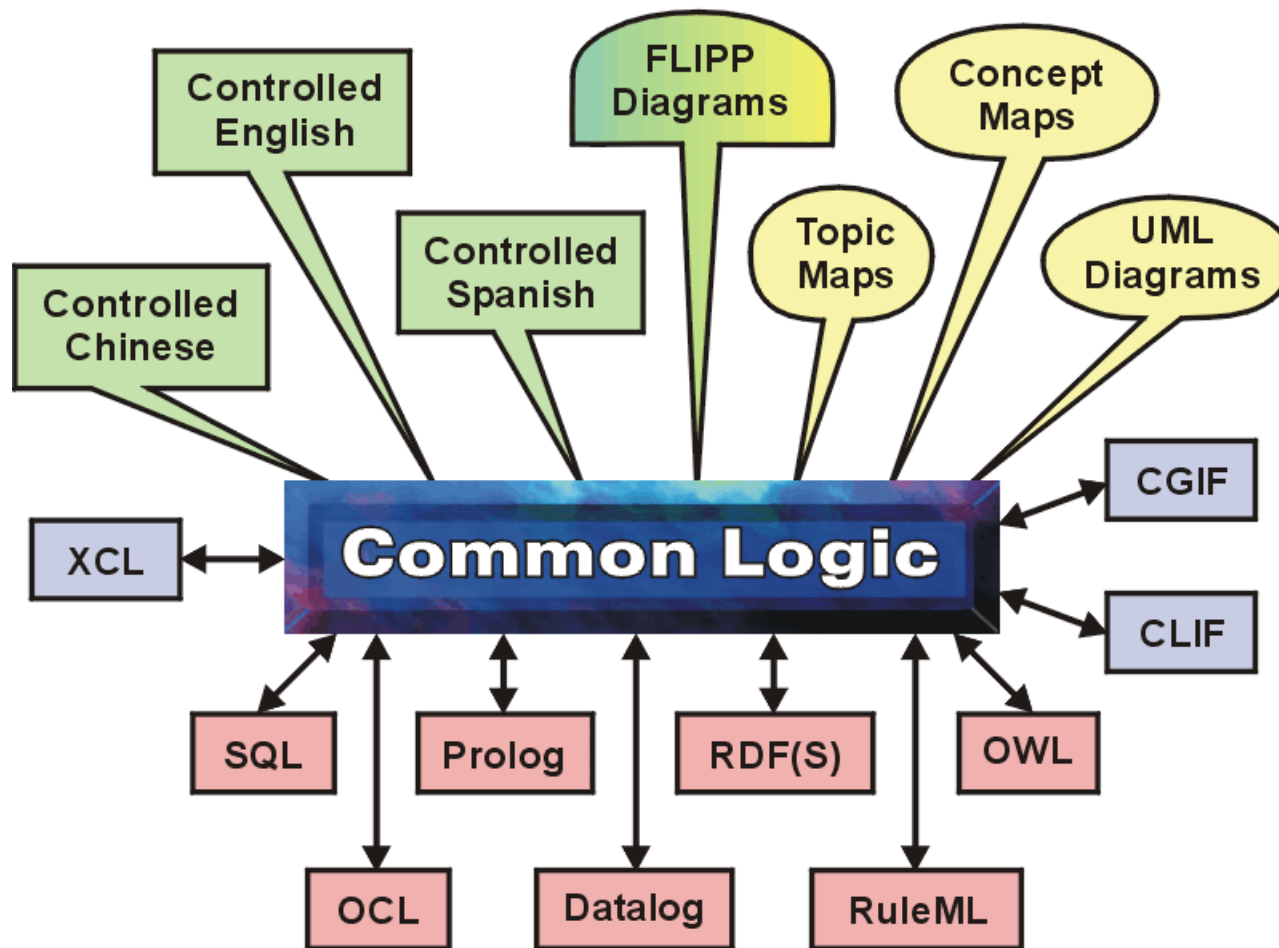 Controlled
English
FLIPP
Diagrams
Concept
Maps
Controlled
Spanish
Topic
Maps
UML
Diagrams
Controlled
Chinese
CGIF
XCL
Common Logic
CLIF
SQL
Prolog
RDF(S)
OWL
OCL
Datalog
RuleML